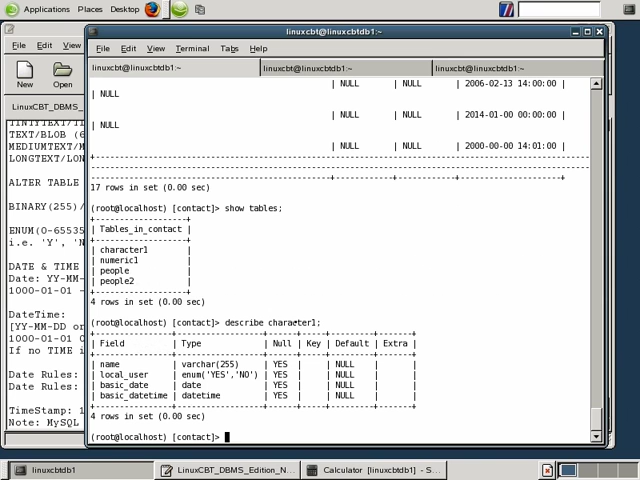 Applications Places Desktop
linuxcbt@linuxcbtdb1:~
File Edit View
File Edit View Terminal Tabs Help
New Open
linuxcbt@linuxcbtdb1:~ linuxcbt@linuxcbtdb1:~ linuxcbt@linuxcbtdb1:~
LinuxCBT_DBMS_
TEXT/BLOB (6
MEDIUMTEXT/M
LONGTEXT/LON
ALTER TABLE
BINARY(255)/
ENUM(0-65535
i.e. 'Y', 'N
DATE & TIME
Date: YY-MM-
1000-01-01 -
DateTime:
[YY-MM-DD or
1000-01-01 0
If no TIME i
Date Rules:
Date Rules:
TimeStamp: 1
Note: MySQL
| NULL | NULL | 2006-02-13 14:00:00 |
| NULL
| NULL | NULL | 2014-01-00 00:00:00 |
| NULL
| NULL | NULL | 2000-00-00 14:01:00 |
17 rows in set (0.00 sec)
(root@localhost) [contact]> show tables;
+-------------------+
| Tables_in_contact |
+-------------------+
| character1 |
| numeric1 |
| people |
| people2 |
+-------------------+
4 rows in set (0.00 sec)
(root@localhost) [contact]> describe character1;
+----------------+------------------+------+-----+---------+-------+
| Field | Type | Null | Key | Default | Extra |
+----------------+------------------+------+-----+---------+-------+
| name | varchar(255) | YES | | NULL | |
| local_user | enum('YES','NO') | YES | | NULL | |
| basic_date | date | YES | | NULL | |
| basic_datetime | datetime | YES | | NULL | |
+----------------+------------------+------+-----+---------+-------+
4 rows in set (0.00 sec)
(root@localhost) [contact]>
linuxcbtdb1 LinuxCBT_DBMS_Edition_N... Calculator [linuxcbtdb1] - S...